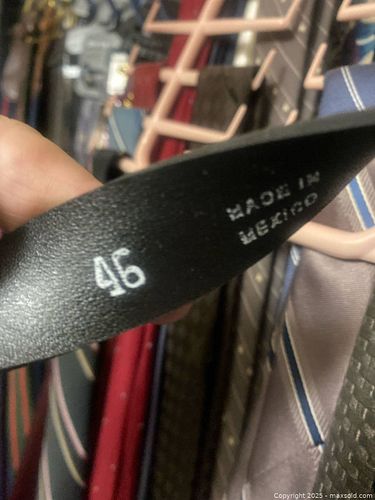 46
MADE IN
MEXICO
Copyright 2025 - maxsold.com